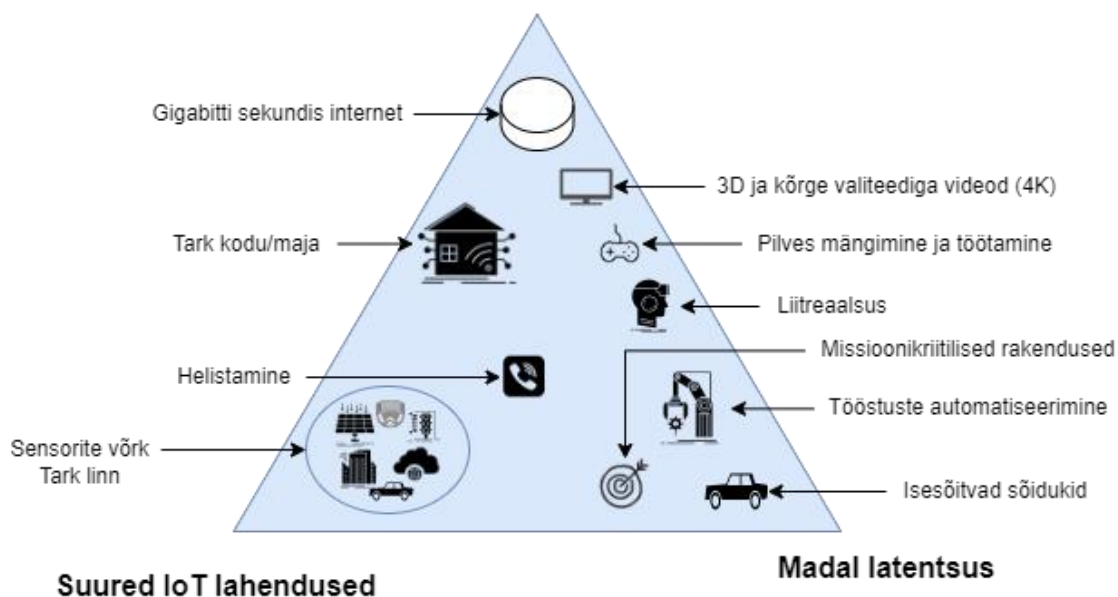 Gigabitti sekundis internet
3D ja kõrge valiteediga videod (4K)
Tark kodu/maja
Pilves mängimine ja töötamine
Liitreaalsus
Missioonikriitilised rakendused
Helistamine
Tööstuste automatiseerimine
Sensorite võrk
Tark linn
Isesõitvad sõidukid
Suured IoT lahendused
Madal latentsus